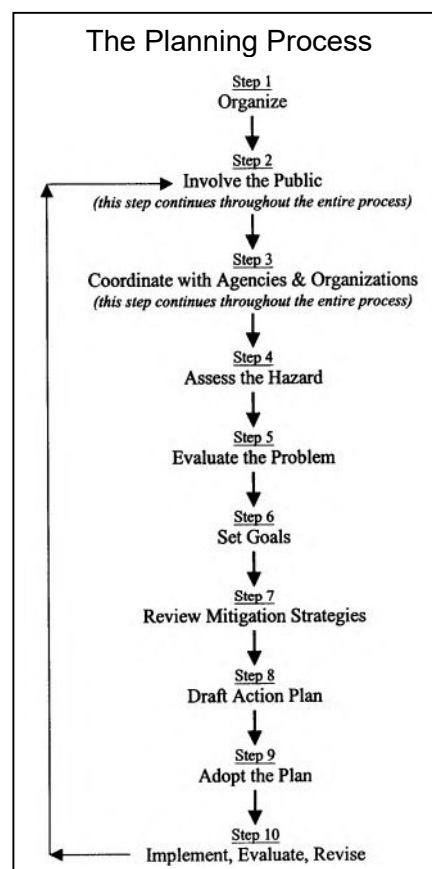 The Planning Process
Step 1
Organize
Step 2
Involve the Public
(this step continues throughout the entire process)
Step 3
Coordinate with Agencies & Organizations
(this step continues throughout the entire process)
Step 4
Assess the Hazard
Step 5
Evaluate the Problem
Step 6
Set Goals
Step 7
Review Mitigation Strategies
Step 8
Draft Action Plan
Step 9
Adopt the Plan
Step 10
Implement, Evaluate, Revise